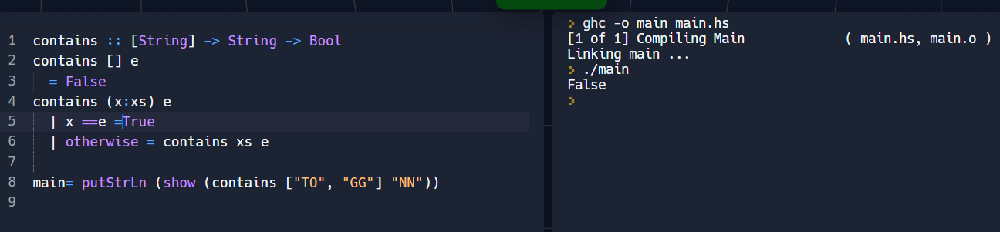 1 contains :: [String] -> String -> Bool
2 contains [] e
3   = False
4 contains (x:xs) e
5   | x ==e =True
6   | otherwise = contains xs e
7
8 main= putStrLn (show (contains ["TO", "GG"] "NN"))
9
> ghc -o main main.hs
[1 of 1] Compiling Main             ( main.hs, main.o )
Linking main ...
> ./main
False
>